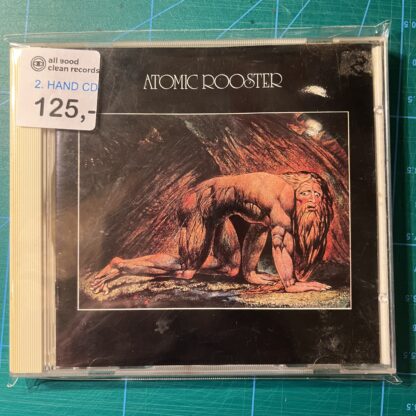 all good
clean records
2. HAND CD
125,-
ATOMIC ROOSTER